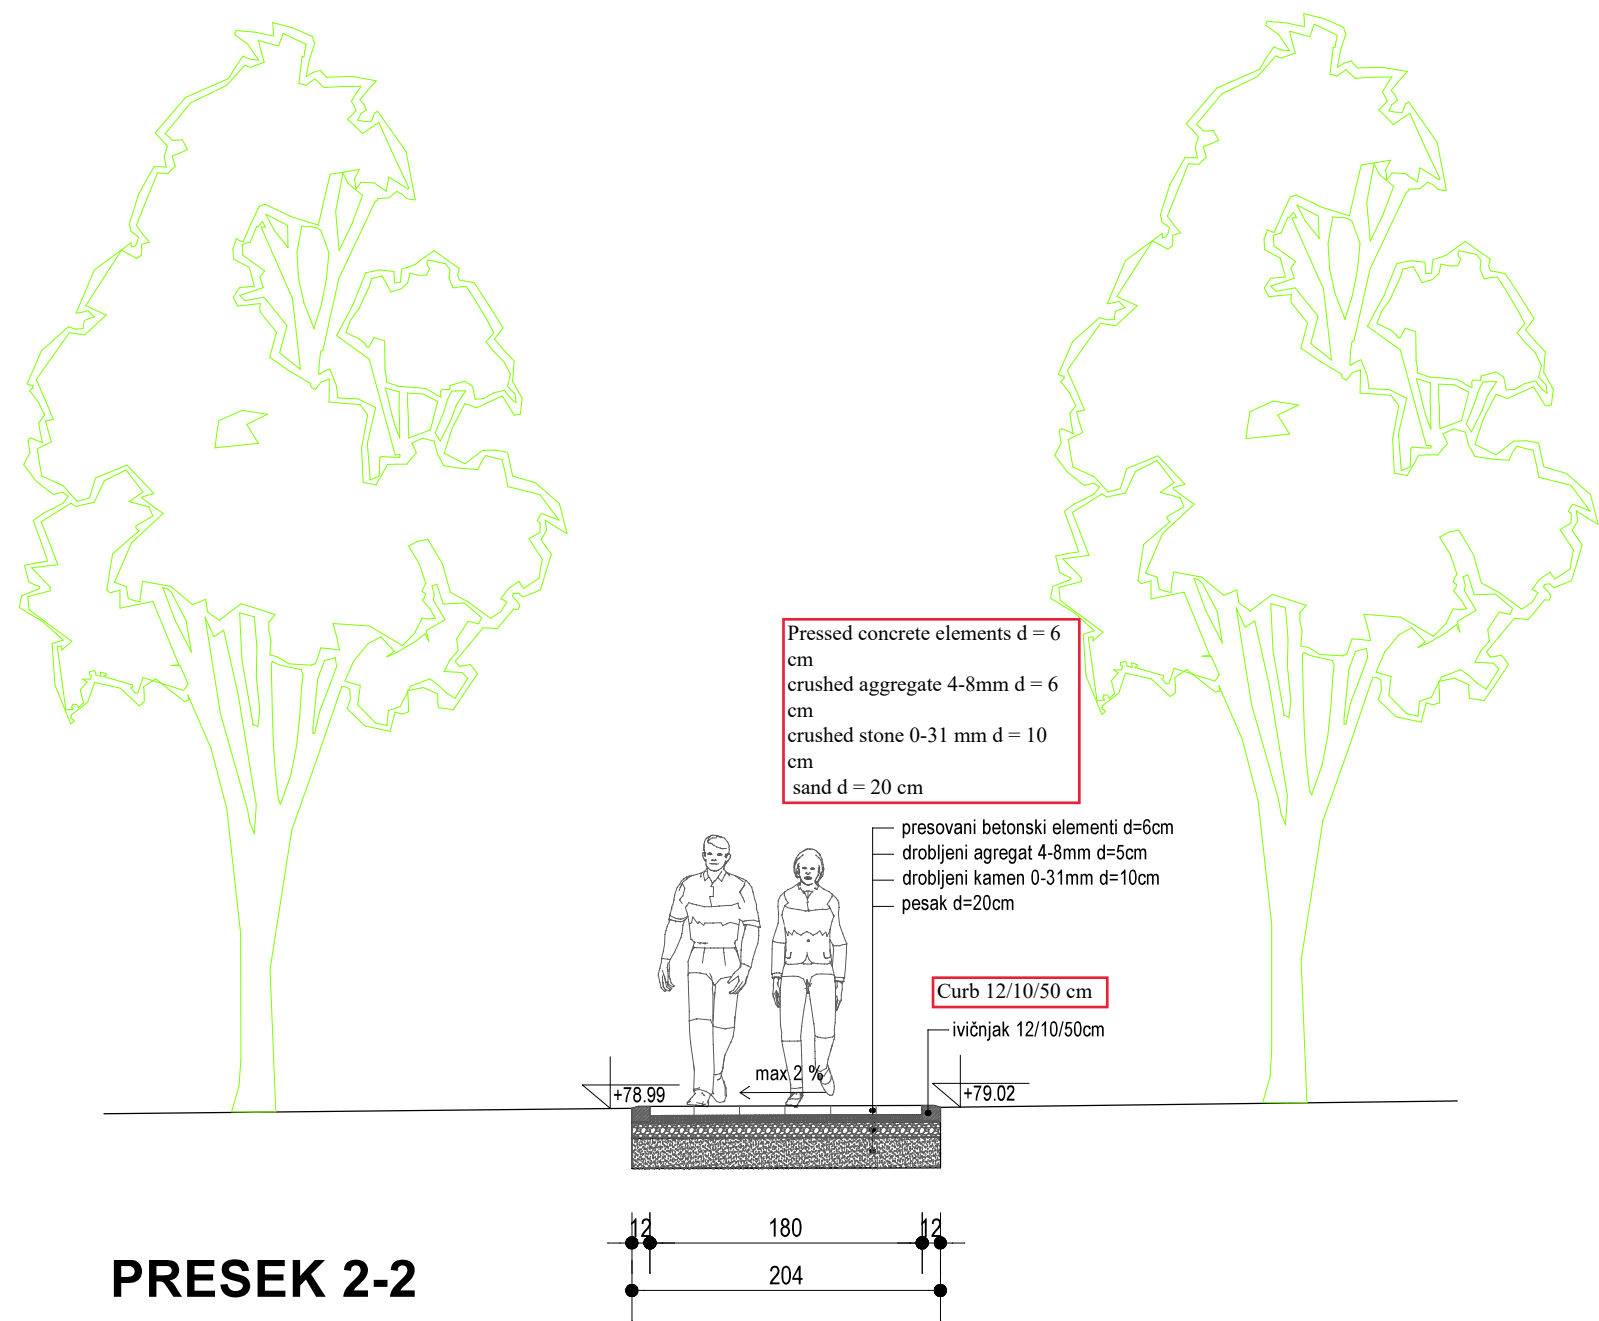 Pressed concrete elements d = 6
cm
crushed aggregate 4-8mm d = 6
cm
crushed stone 0-31 mm d = 10
cm
sand d = 20 cm
presovani betonski elementi d=6cm
drobljeni agregat 4-8mm d=5cm
drobljeni kamen 0-31mm d=10cm
pesak d=20cm
Curb 12/10/50 cm
ivičnjak 12/10/50cm
max 2 %
+78.99
+79.02
12
180
12
204
PRESEK 2-2